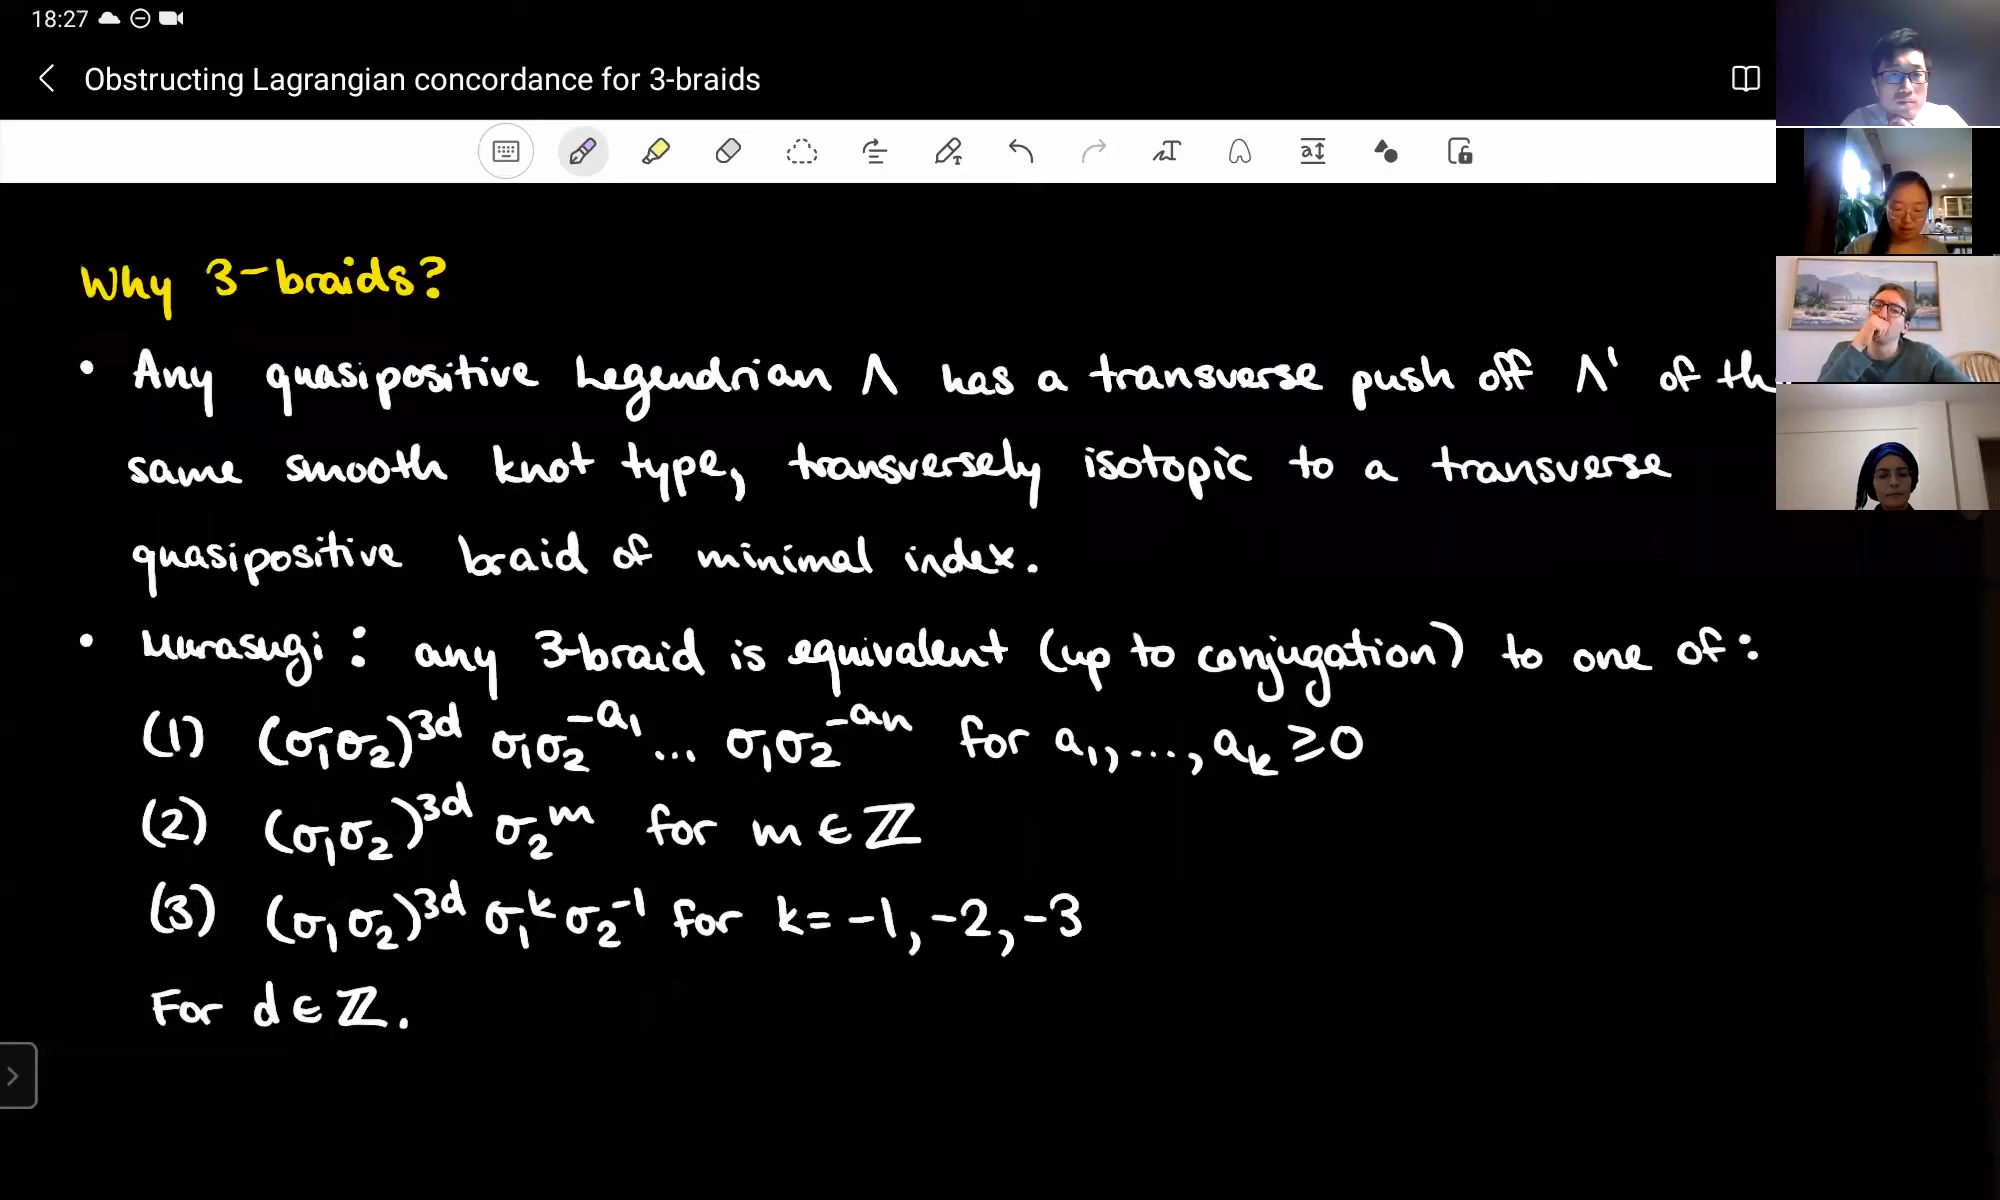 18:27
Obstructing Lagrangian concordance for 3-braids
Why 3-braids?
• Any quasipositive Legendrian Λ has a transverse push off Λ' of th
same smooth knot type, transversely isotopic to a transverse
quasipositive braid of minimal index.
• Murasugi: any 3-braid is equivalent (up to conjugation) to one of:
(1) (σ₁σ₂)^{3d} σ₁σ₂^{-a₁} ... σ₁σ₂^{-an} for a₁, ..., a_k ≥ 0
(2) (σ₁σ₂)^{3d} σ₂^m for m ∈ ℤ
(3) (σ₁σ₂)^{3d} σ₁^k σ₂^{-1} for k = -1, -2, -3
For d ∈ ℤ.